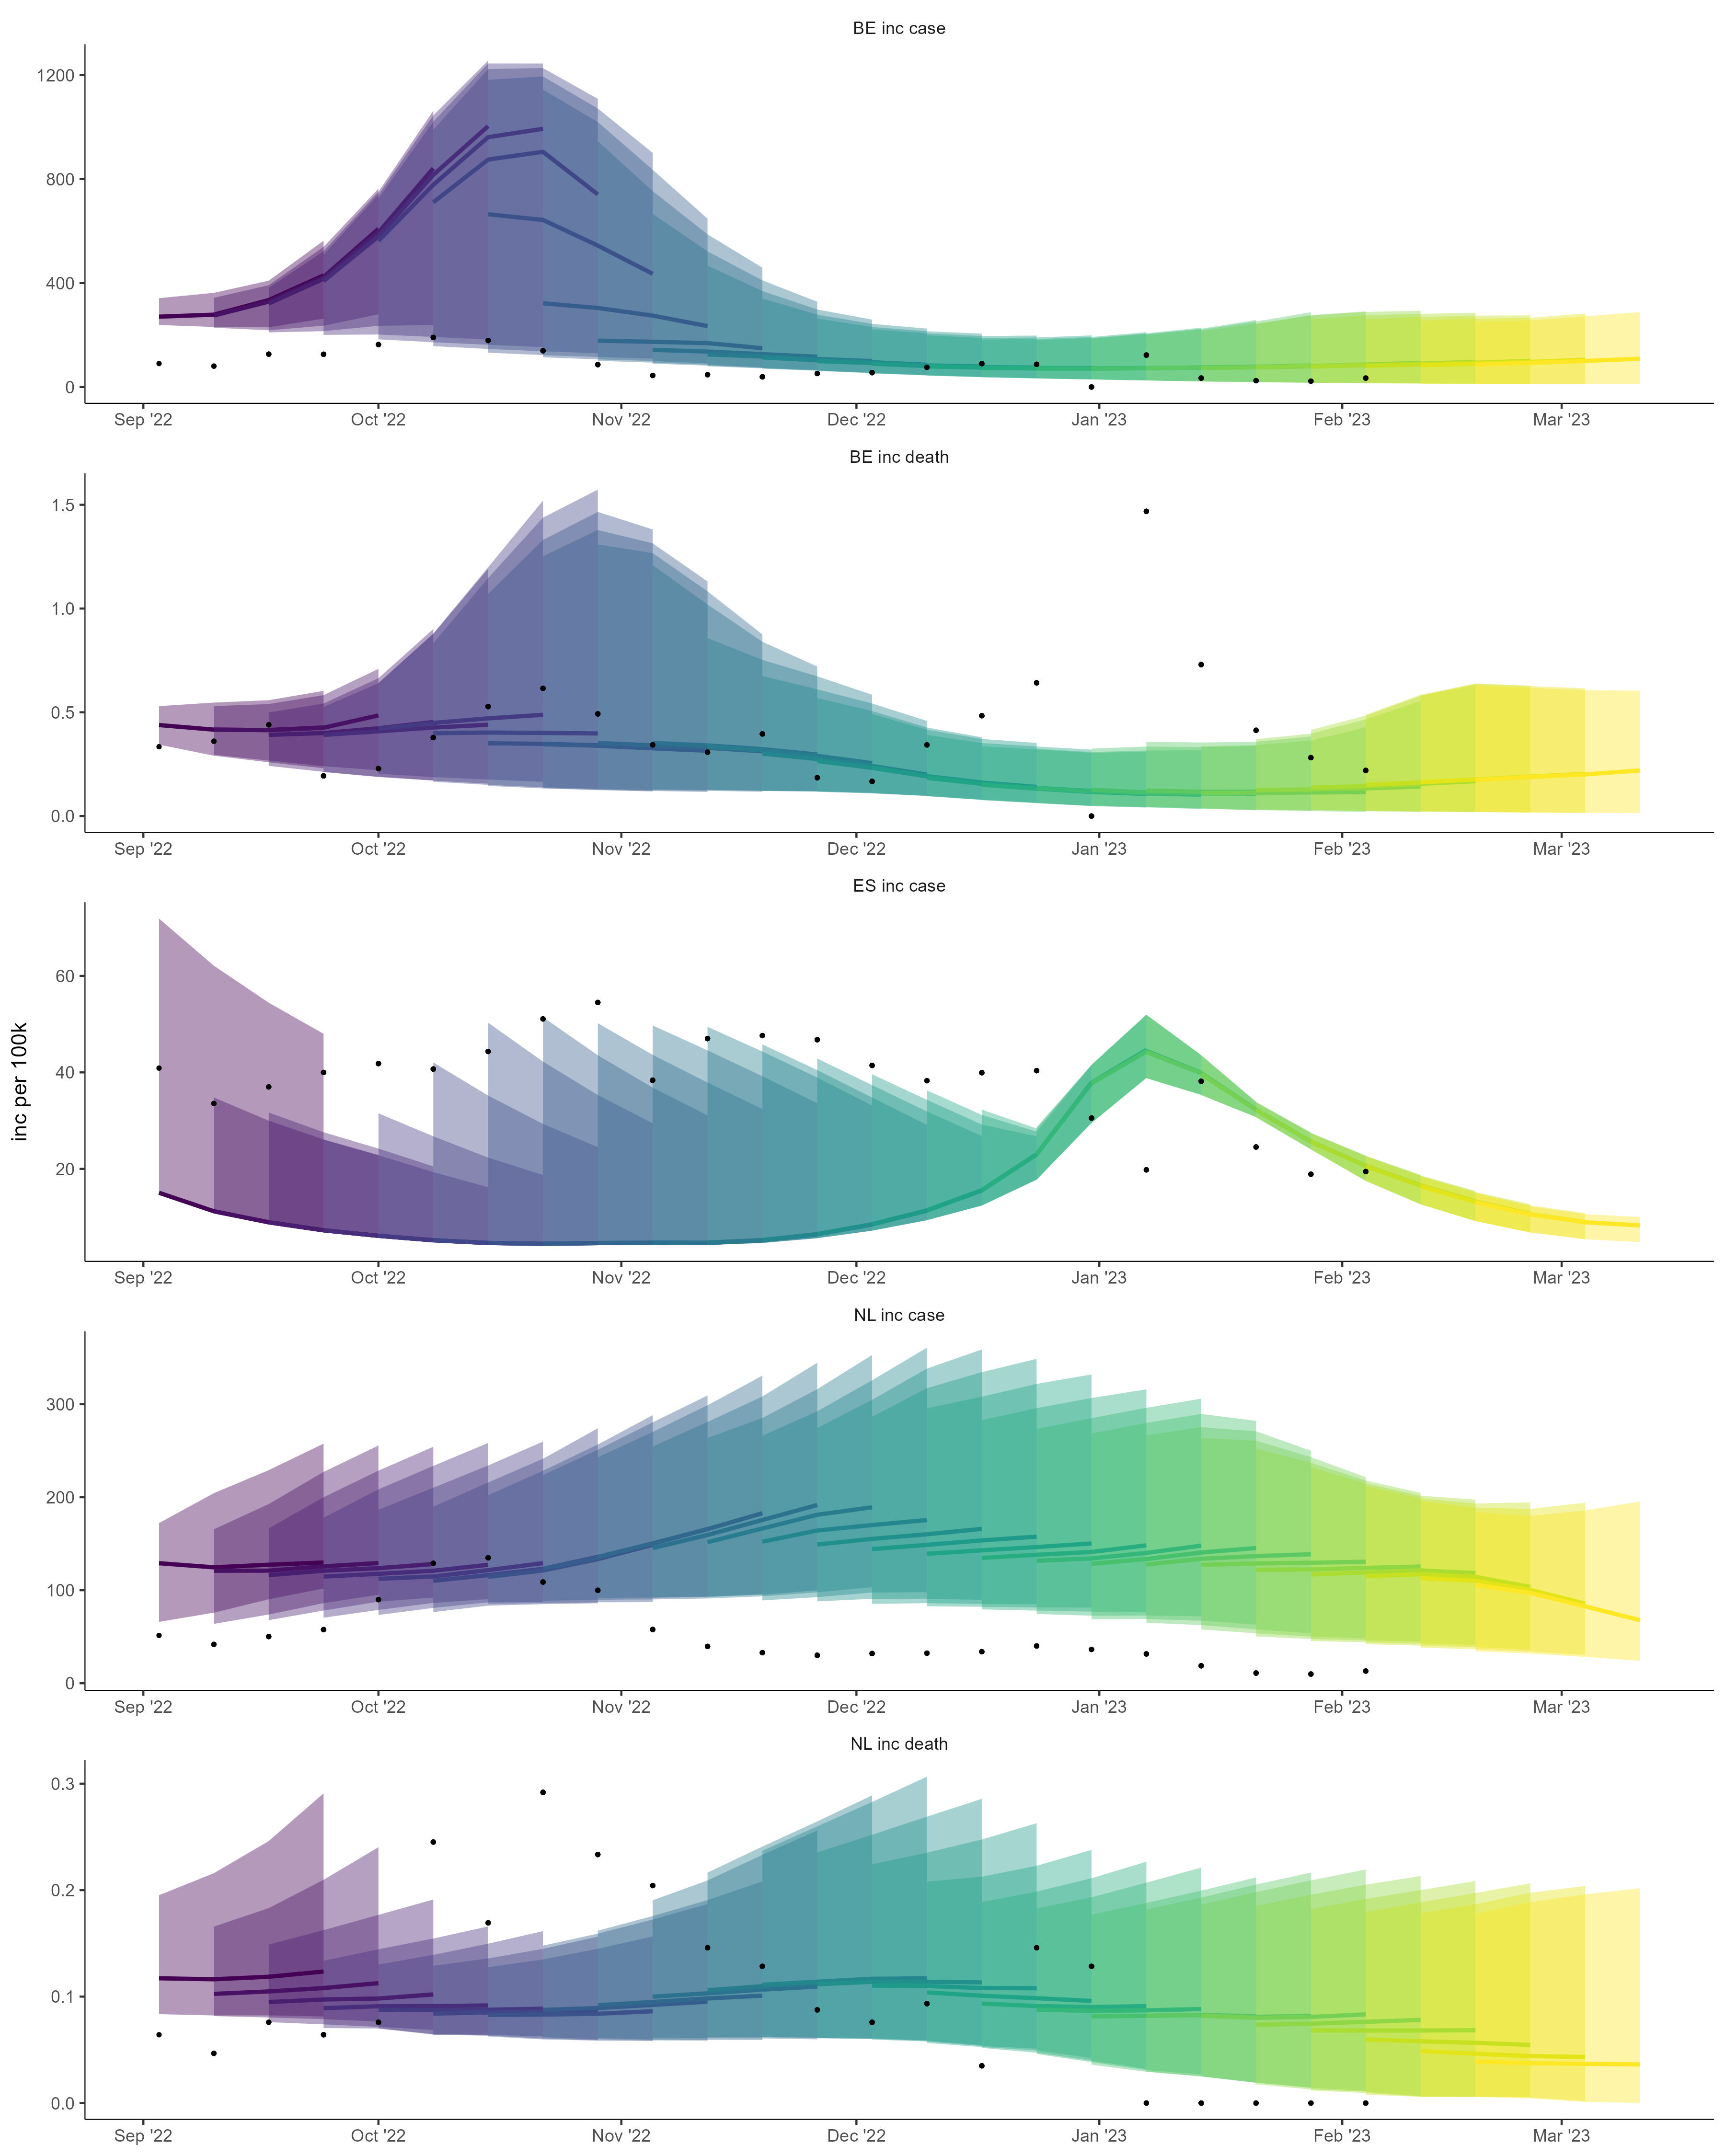 BE inc case
1200
800
400
0
Sep '22 Oct '22 Nov '22 Dec '22 Jan '23 Feb '23 Mar '23
BE inc death
1.5
1.0
0.5
0.0
Sep '22 Oct '22 Nov '22 Dec '22 Jan '23 Feb '23 Mar '23
ES inc case
inc per 100k
60
40
20
Sep '22 Oct '22 Nov '22 Dec '22 Jan '23 Feb '23 Mar '23
NL inc case
300
200
100
0
Sep '22 Oct '22 Nov '22 Dec '22 Jan '23 Feb '23 Mar '23
NL inc death
0.3
0.2
0.1
0.0
Sep '22 Oct '22 Nov '22 Dec '22 Jan '23 Feb '23 Mar '23